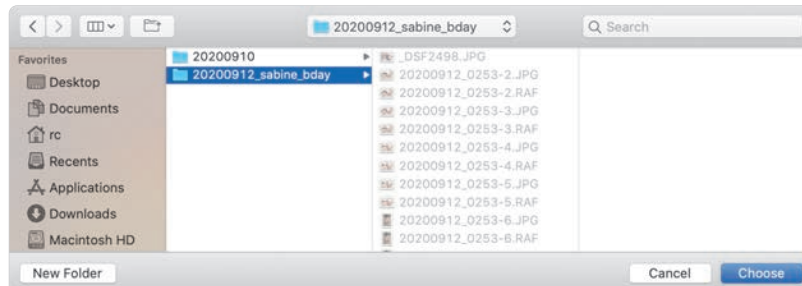 20200912_sabine_bday
Search
Favorites
Desktop
Documents
rc
Recents
Applications
Downloads
Macintosh HD
20200910
20200912_sabine_bday
_DSF2498.JPG
20200912_0253-2.JPG
20200912_0253-2.RAF
20200912_0253-3.JPG
20200912_0253-3.RAF
20200912_0253-4.JPG
20200912_0253-4.RAF
20200912_0253-5.JPG
20200912_0253-5.RAF
20200912_0253-6.JPG
20200912_0253-6.RAF
New Folder
Cancel
Choose